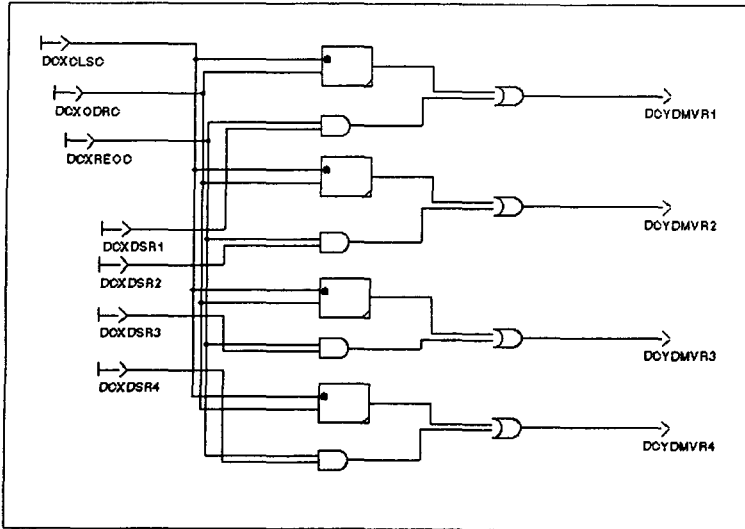 DCXCLSC
DCXODRC
DCYDMVR1
DCXREOC
DCYDMVR2
DCXDSR1
DCXDSR2
DCXDSR3
DCYDMVR3
DCXDSR4
DCYDMVR4